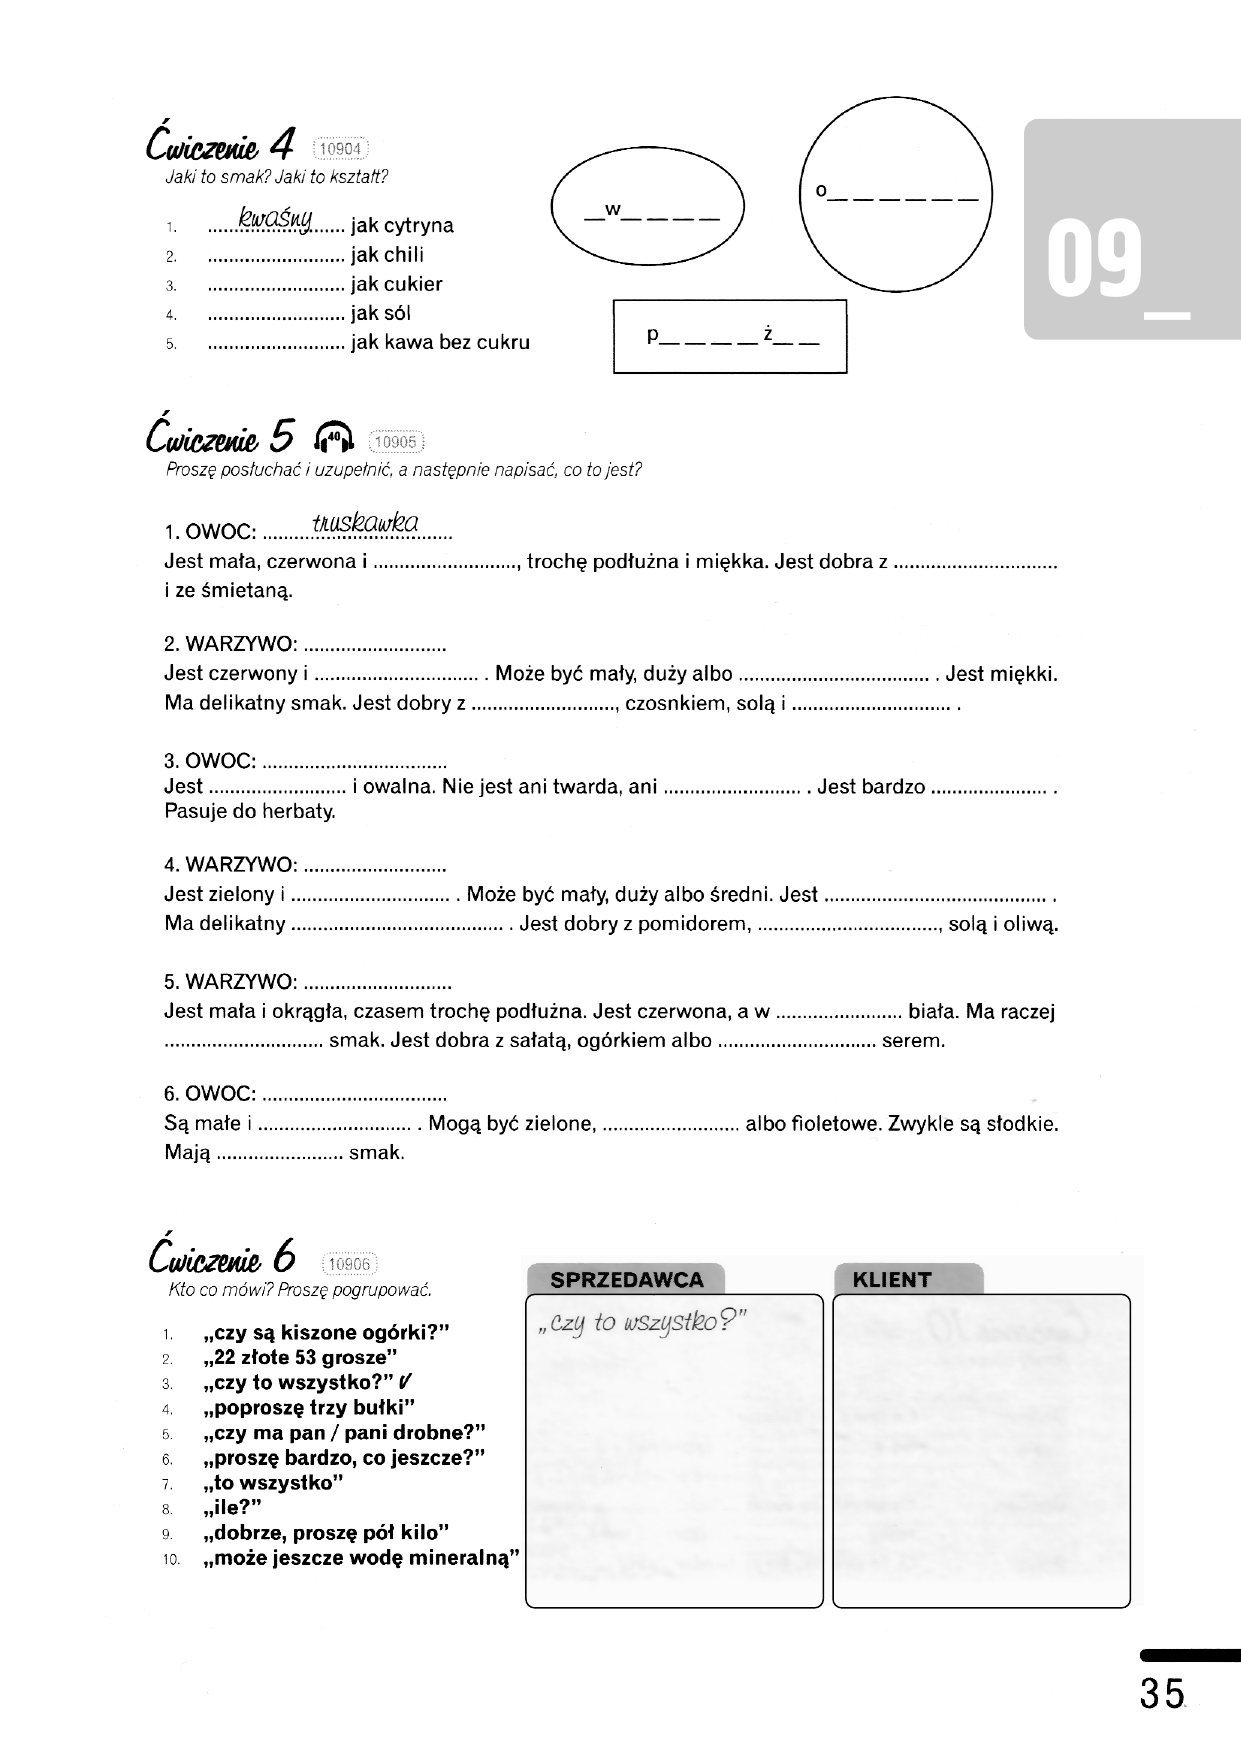 Ćwiczenie 4 10904
Jaki to smak? Jaki to kształt?
1. ......kwaśny...... jak cytryna
2. .......................... jak chili
3. .......................... jak cukier
4. .......................... jak sól
5. .......................... jak kawa bez cukru
_w_ _ _ _
o_ _ _ _ _ _
p_ _ _ _ż_ _
09_
Ćwiczenie 5 40 10905
Proszę posłuchać i uzupełnić, a następnie napisać, co to jest?
1. OWOC: ..........truskawka.......
Jest mała, czerwona i ..........................., trochę podłużna i miękka. Jest dobra z ...............................
i ze śmietaną.
2. WARZYWO: ...........................
Jest czerwony i ............................... . Może być mały, duży albo .................................... . Jest miękki.
Ma delikatny smak. Jest dobry z ..........................., czosnkiem, solą i .............................. .
3. OWOC: ...................................
Jest .......................... i owalna. Nie jest ani twarda, ani .......................... . Jest bardzo ...................... .
Pasuje do herbaty.
4. WARZYWO: ...........................
Jest zielony i .............................. . Może być mały, duży albo średni. Jest .......................................... .
Ma delikatny ........................................ . Jest dobry z pomidorem, .................................., solą i oliwą.
5. WARZYWO: ............................
Jest mała i okrągła, czasem trochę podłużna. Jest czerwona, a w ........................ biała. Ma raczej
.............................. smak. Jest dobra z sałatą, ogórkiem albo .............................. serem.
6. OWOC: ...................................
Są małe i ............................. . Mogą być zielone, .......................... albo fioletowe. Zwykle są słodkie.
Mają ........................ smak.
Ćwiczenie 6 10906
Kto co mówi? Proszę pogrupować.
1. „czy są kiszone ogórki?”
2. „22 złote 53 grosze”
3. „czy to wszystko?” ✓
4. „poproszę trzy bułki”
5. „czy ma pan / pani drobne?”
6. „proszę bardzo, co jeszcze?”
7. „to wszystko”
8. „ile?”
9. „dobrze, proszę pół kilo”
10. „może jeszcze wodę mineralną”
SPRZEDAWCA
„czy to wszystko?”
KLIENT
35